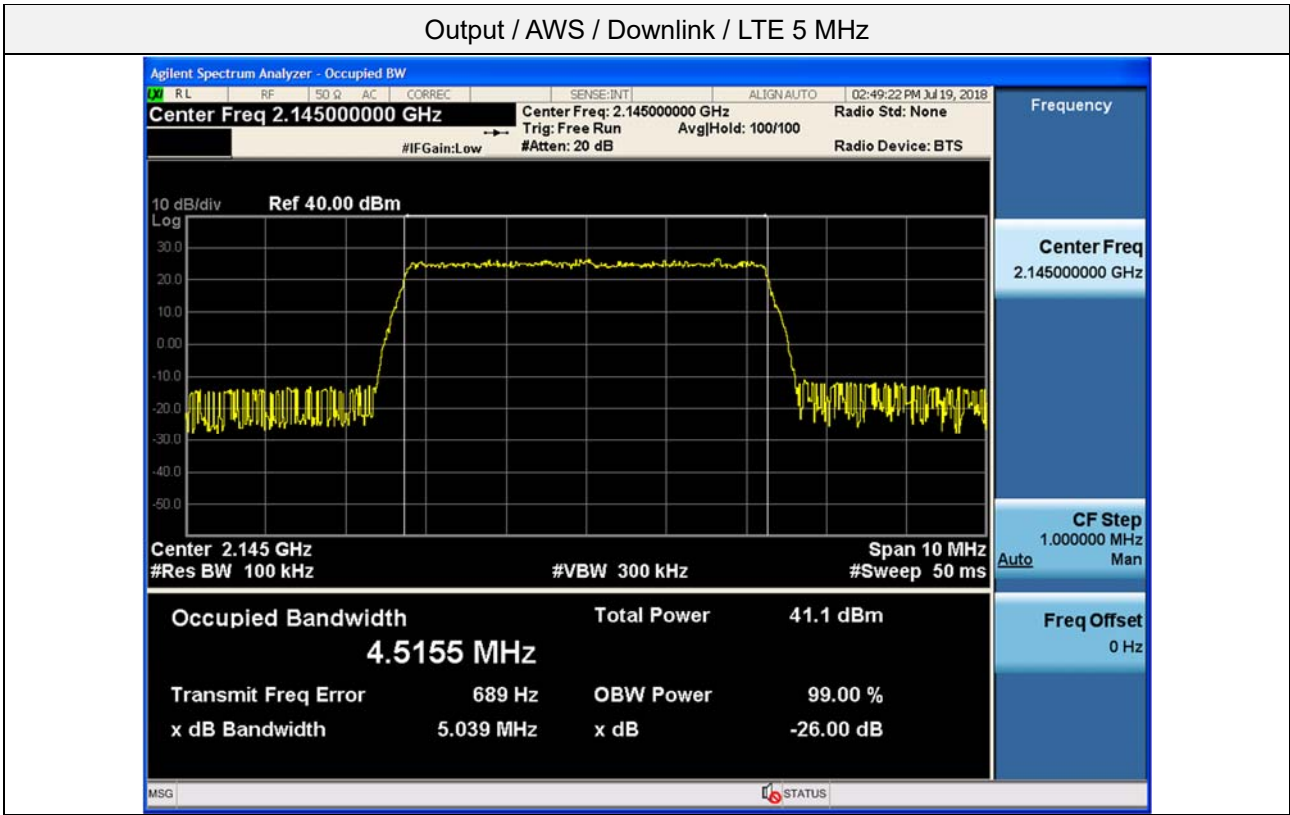 Output / AWS / Downlink / LTE 5 MHz
Agilent Spectrum Analyzer - Occupied BW
LXI RL RF 50 Ω AC CORREC SENSE:INT ALIGN AUTO 02:49:22 PM Jul 19, 2018
Center Freq 2.145000000 GHz
Center Freq: 2.145000000 GHz
Radio Std: None
Trig: Free Run Avg|Hold: 100/100
#IFGain:Low #Atten: 20 dB Radio Device: BTS
10 dB/div Ref 40.00 dBm
Log
30.0
20.0
10.0
0.00
-10.0
-20.0
-30.0
-40.0
-50.0
Center 2.145 GHz Span 10 MHz
#Res BW 100 kHz #VBW 300 kHz #Sweep 50 ms
Occupied Bandwidth Total Power 41.1 dBm
4.5155 MHz
Transmit Freq Error 689 Hz OBW Power 99.00 %
x dB Bandwidth 5.039 MHz x dB -26.00 dB
MSG STATUS
Frequency
Center Freq
2.145000000 GHz
CF Step
1.000000 MHz
Auto Man
Freq Offset
0 Hz